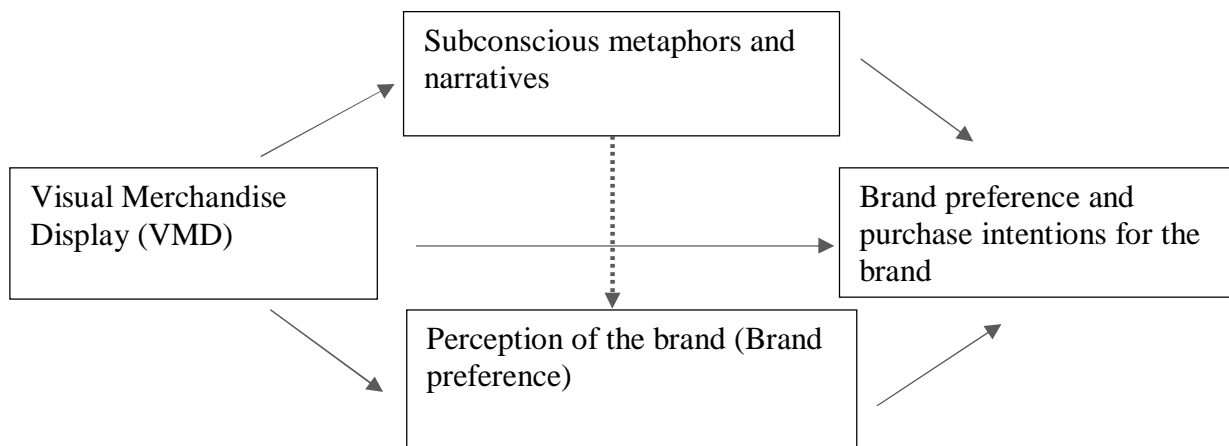 Subconscious metaphors and
narratives
Visual Merchandise
Display (VMD)
Brand preference and
purchase intentions for the
brand
Perception of the brand (Brand
preference)